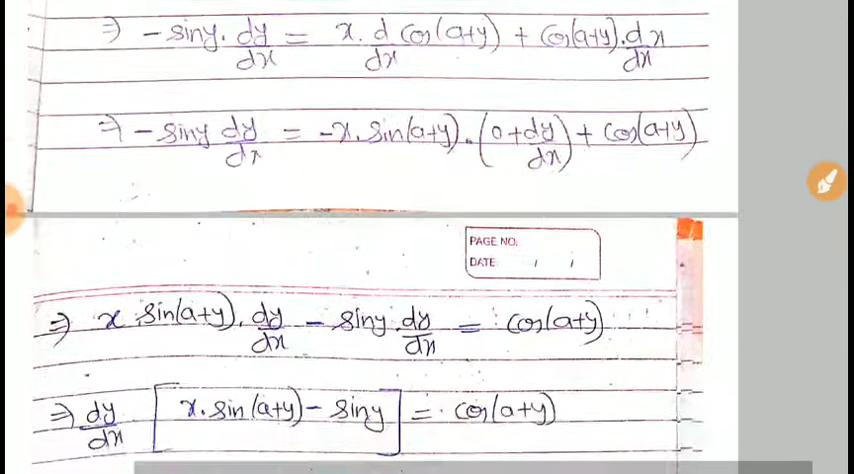 ⇒ -siny. dy/dx = x. d/dx cos(a+y) + cos(a+y). dx/dx
⇒ -siny dy/dx = -x. sin(a+y). (0 + dy/dx) + cos(a+y)
PAGE NO.
DATE / /
⇒ x sin(a+y). dy/dx - siny. dy/dx = cos(a+y)
⇒ dy/dx [x. sin(a+y) - siny] = cos(a+y)